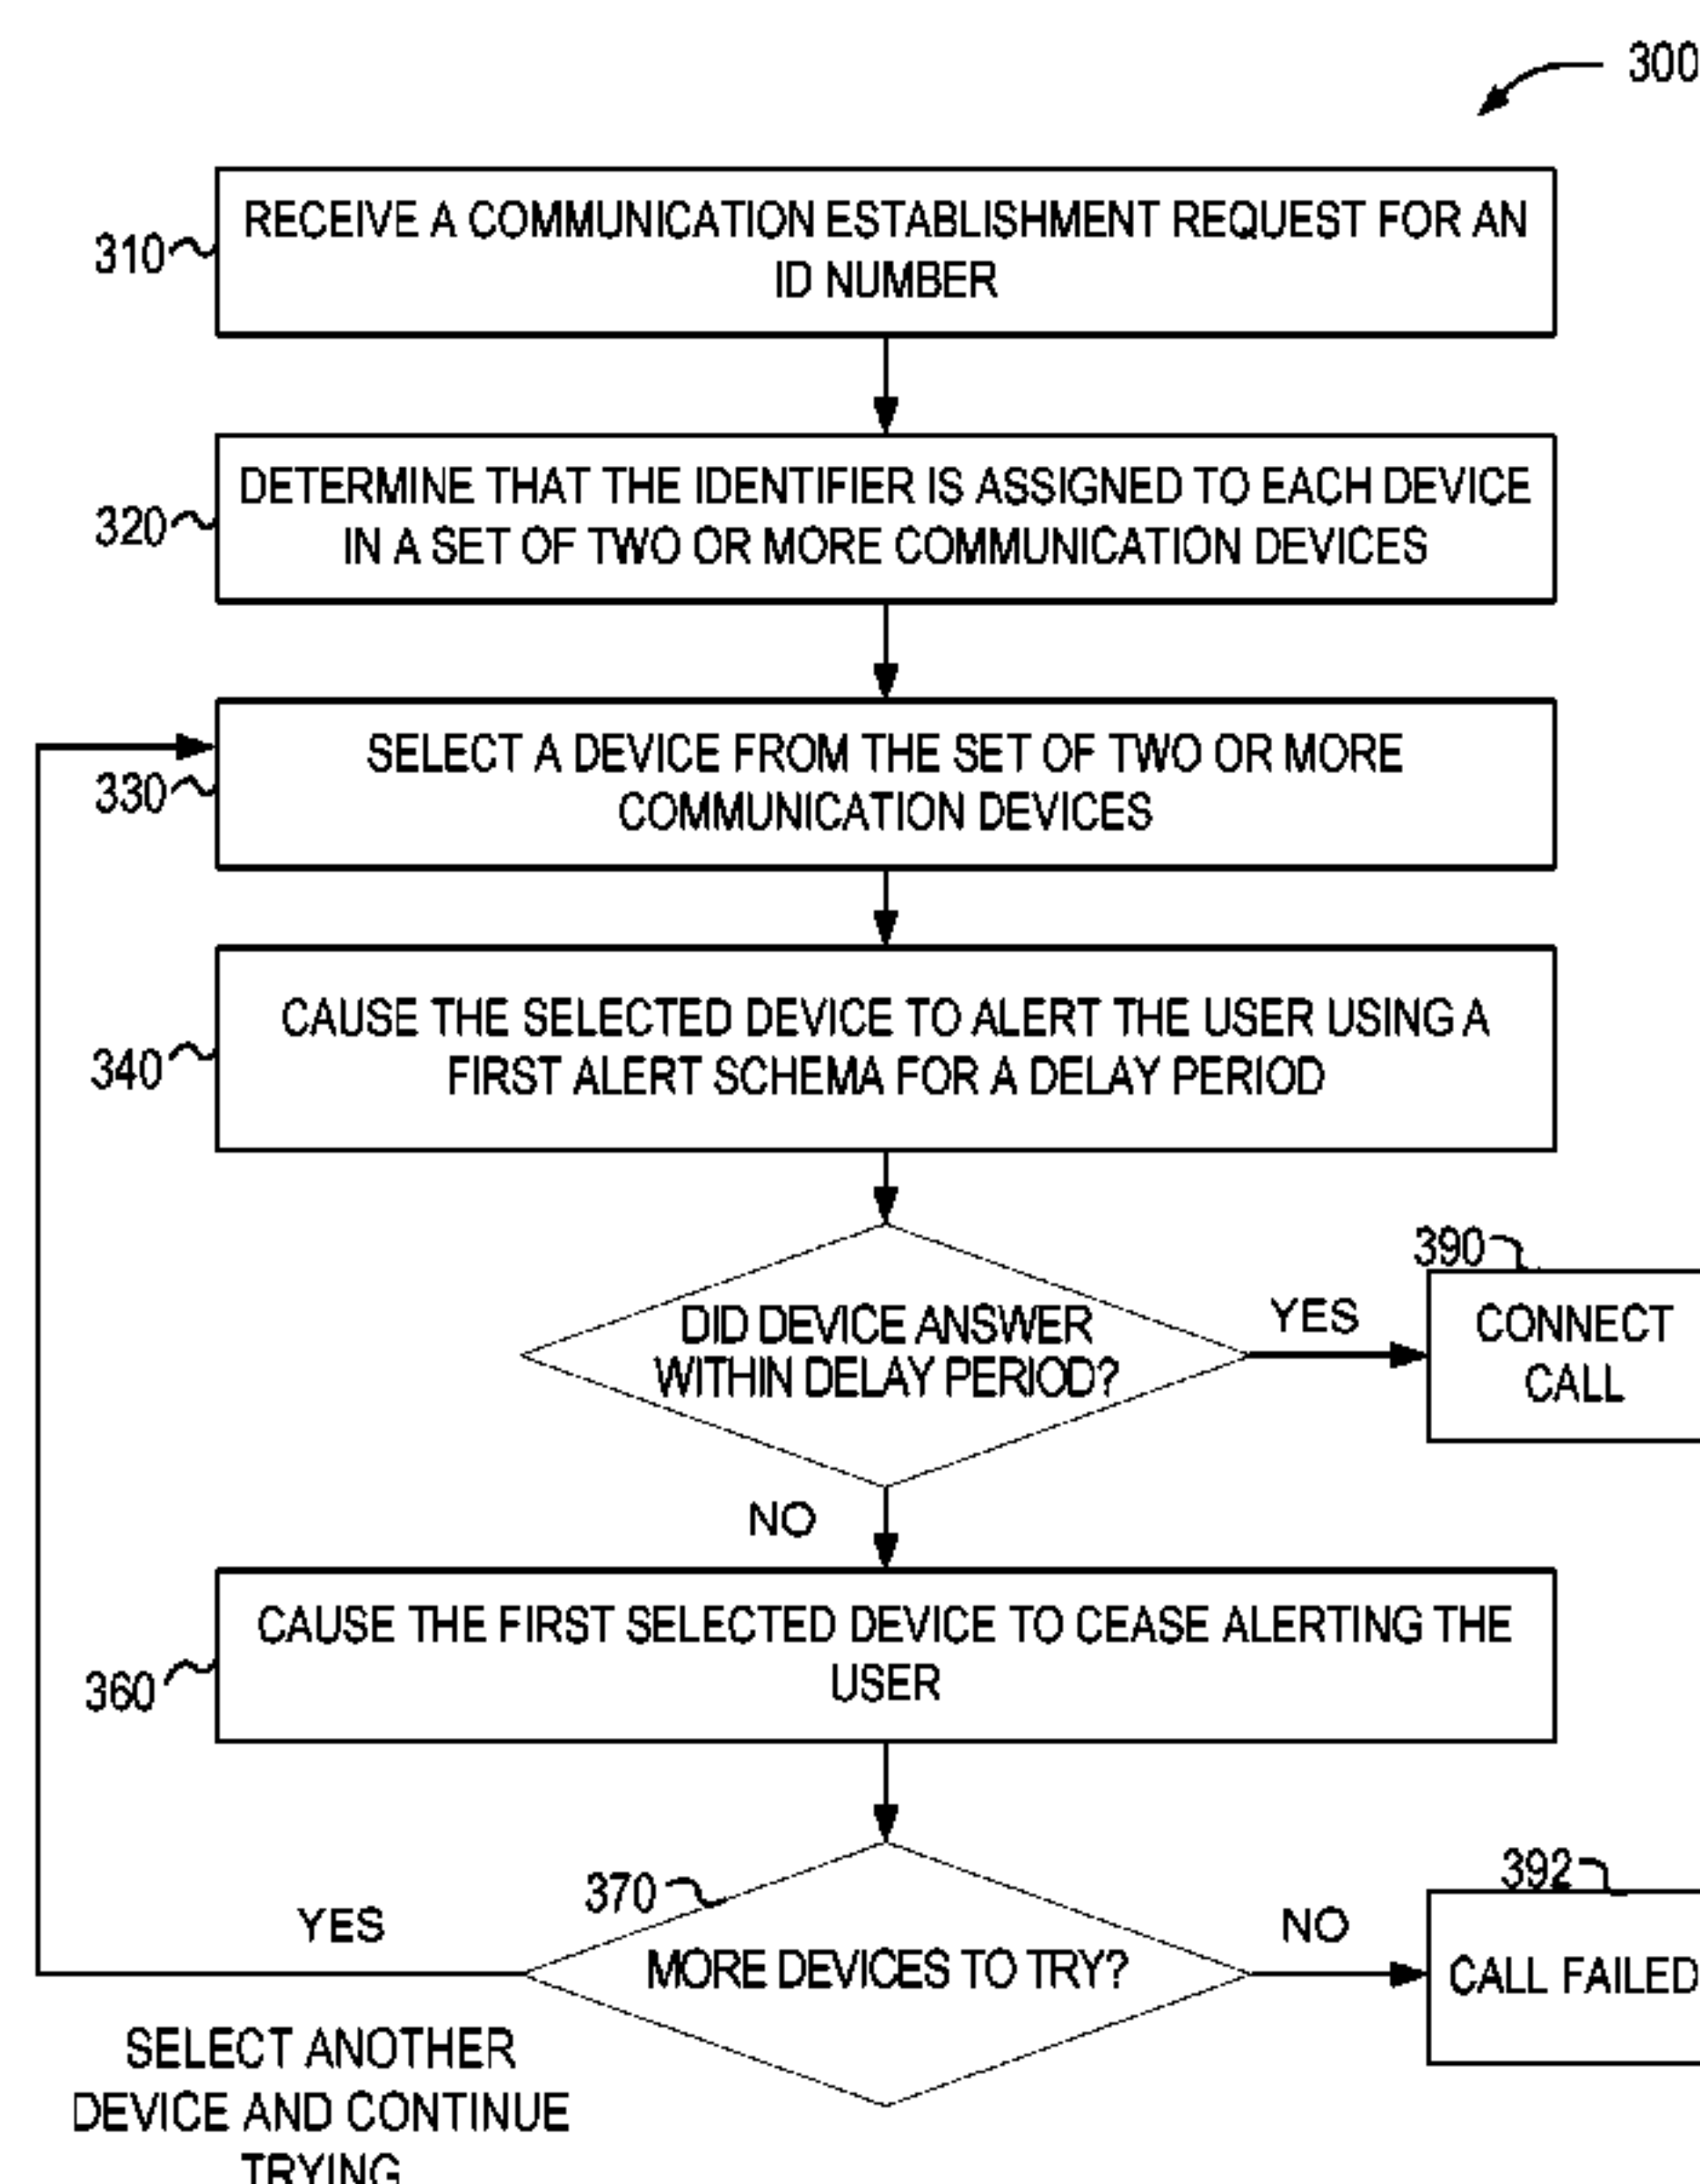 300
RECEIVE A COMMUNICATION ESTABLISHMENT REQUEST FOR AN
ID NUMBER
310
DETERMINE THAT THE IDENTIFIER IS ASSIGNED TO EACH DEVICE
IN A SET OF TWO OR MORE COMMUNICATION DEVICES
320
SELECT A DEVICE FROM THE SET OF TWO OR MORE
COMMUNICATION DEVICES
330
CAUSE THE SELECTED DEVICE TO ALERT THE USER USING A
FIRST ALERT SCHEMA FOR A DELAY PERIOD
340
DID DEVICE ANSWER
WITHIN DELAY PERIOD?
YES
390
CONNECT
CALL
NO
CAUSE THE FIRST SELECTED DEVICE TO CEASE ALERTING THE
USER
360
370
MORE DEVICES TO TRY?
YES
NO
392
CALL FAILED
SELECT ANOTHER
DEVICE AND CONTINUE
TRYING